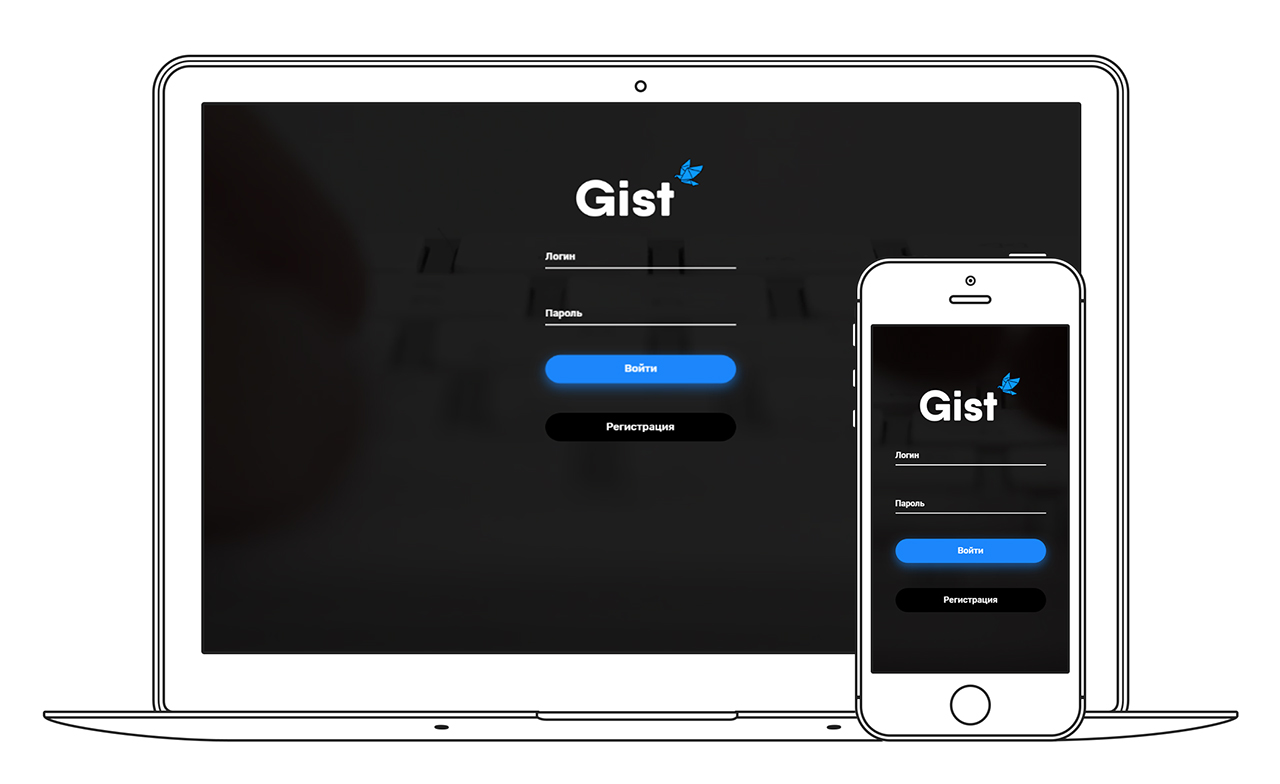 Gist
Логин
Пароль
Войти
Регистрация
Gist
Логин
Пароль
Войти
Регистрация